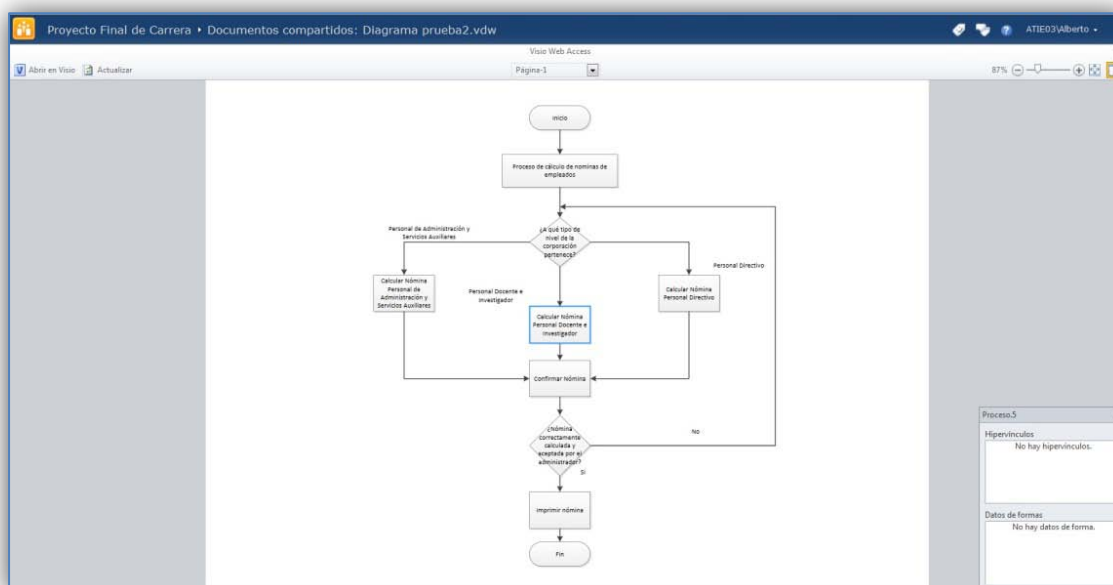 Proyecto Final de Carrera ▸ Documentos compartidos: Diagrama prueba2.vdw
ATIE03\Alberto
Visio Web Access
Abrir en Visio
Actualizar
Página-1
87%
Inicio
Proceso de cálculo de nominas de
empleados
¿A qué tipo de
nivel de la
corporación
pertenece?
Personal de Administración y
Servicios Auxiliares
Personal Directivo
Calcular Nómina
Personal de
Administración y
Servicios Auxiliares
Personal Docente e
Investigador
Calcular Nómina
Personal Directivo
Calcular Nómina
Personal Docente e
Investigador
Confirmar Nómina
¿Nómina
correctamente
calculada y
aceptada por el
administrador?
No
Si
Imprimir nómina
Fin
Proceso.5
Hipervínculos
No hay hipervínculos.
Datos de formas
No hay datos de forma.